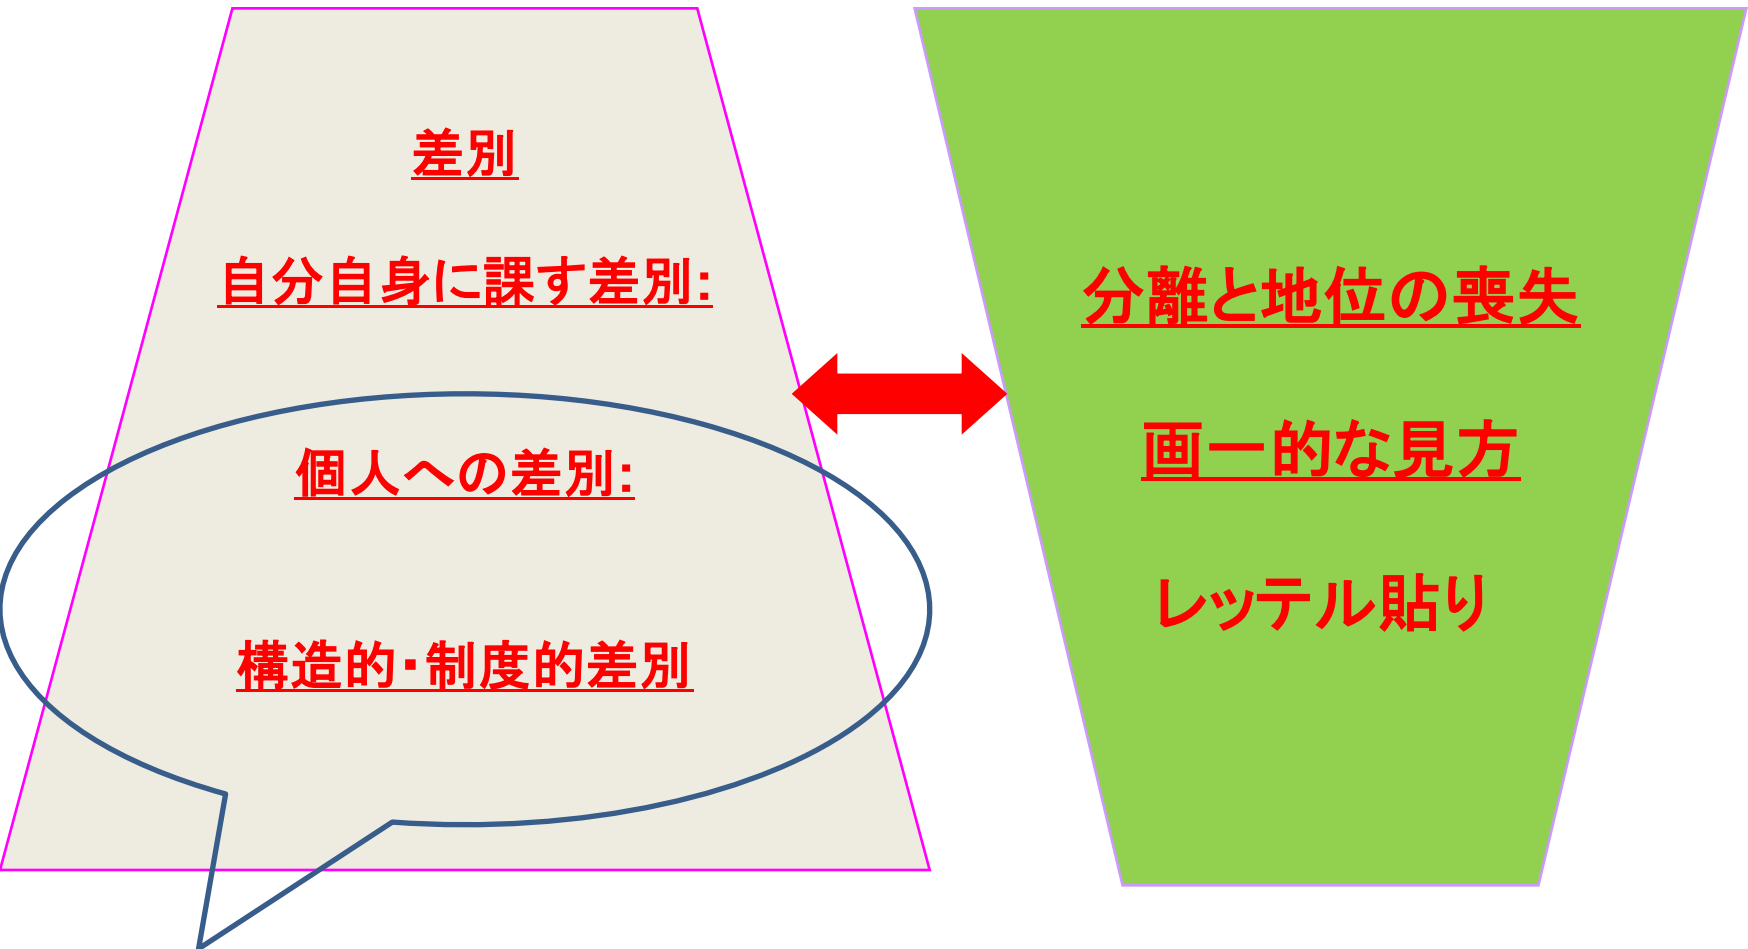 差別
自分自身に課す差別:
個人への差別:
構造的・制度的差別
分離と地位の喪失
画一的な見方
レッテル貼り